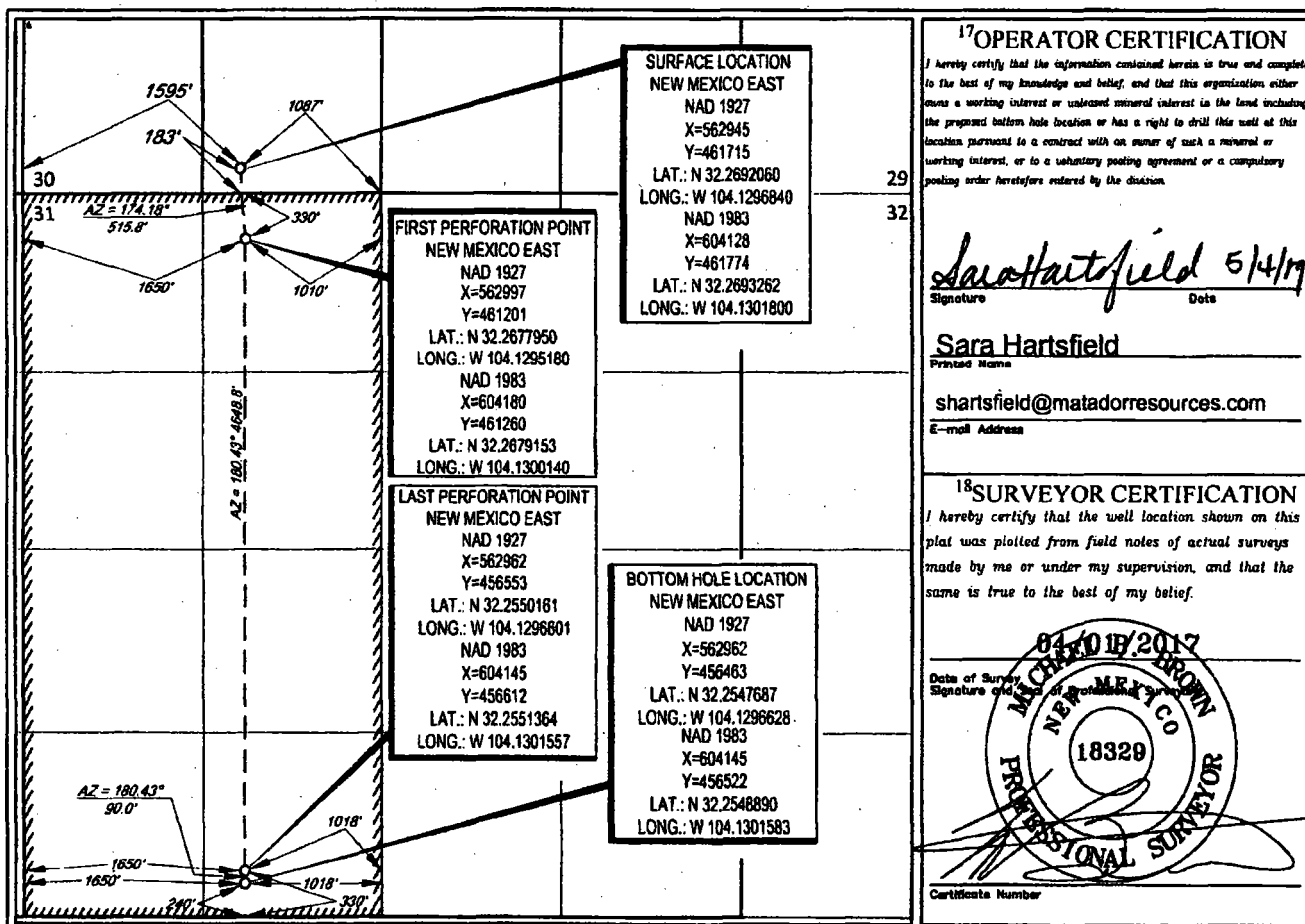 1595'
1087'
183'
30
29
31
32
AZ = 174.18°
515.8'
330'
1650'
1010'
AZ = 180.43° 4648.8'
SURFACE LOCATION
NEW MEXICO EAST
NAD 1927
X=562945
Y=461715
LAT.: N 32.2692060
LONG.: W 104.1296840
NAD 1983
X=604128
Y=461774
LAT.: N 32.2693262
LONG.: W 104.1301800
FIRST PERFORATION POINT
NEW MEXICO EAST
NAD 1927
X=562997
Y=461201
LAT.: N 32.2677950
LONG.: W 104.1295180
NAD 1983
X=604180
Y=461260
LAT.: N 32.2679153
LONG.: W 104.1300140
LAST PERFORATION POINT
NEW MEXICO EAST
NAD 1927
X=562962
Y=456553
LAT.: N 32.2550161
LONG.: W 104.1296601
NAD 1983
X=604145
Y=456612
LAT.: N 32.2551364
LONG.: W 104.1301557
BOTTOM HOLE LOCATION
NEW MEXICO EAST
NAD 1927
X=562962
Y=456463
LAT.: N 32.2547687
LONG.: W 104.1296628
NAD 1983
X=604145
Y=456522
LAT.: N 32.2548890
LONG.: W 104.1301583
AZ = 180.43°
90.0'
1018'
1650'
1650'
1018'
240'
330'
17OPERATOR CERTIFICATION
I hereby certify that the information contained herein is true and complete
to the best of my knowledge and belief, and that this organization either
owns a working interest or unleased mineral interest in the land including
the proposed bottom hole location or has a right to drill this well at this
location pursuant to a contract with an owner of such a mineral or
working interest, or to a voluntary pooling agreement or a compulsory
pooling order heretofore entered by the division
Sara Hartsfield 5/4/17
Signature Date
Sara Hartsfield
Printed Name
shartsfield@matadorresources.com
E-mail Address
18SURVEYOR CERTIFICATION
I hereby certify that the well location shown on this
plat was plotted from field notes of actual surveys
made by me or under my supervision, and that the
same is true to the best of my belief.
04/01/2017
Date of Survey
Signature and Seal of Professional Surveyor
MICHAEL B. BROWN
NEW MEXICO
18329
PROFESSIONAL SURVEYOR
Certificate Number